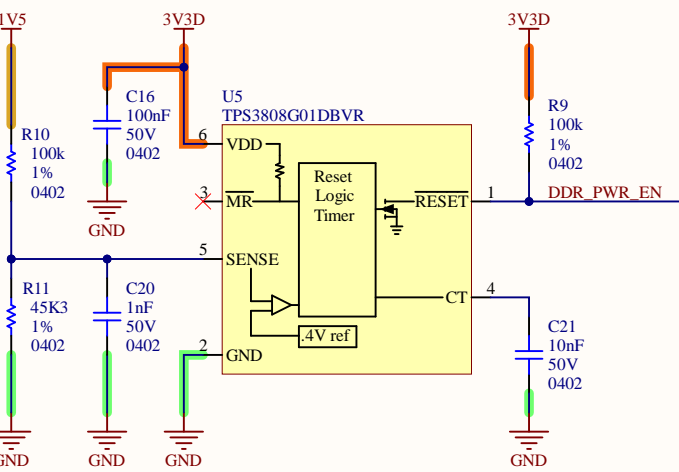 1V5
3V3D
3V3D
R10
100k
1%
0402
C16
100nF
50V
0402
GND
U5
TPS3808G01DBVR
6
VDD
3
MR
5
SENSE
2
GND
Reset
Logic
Timer
.4V ref
RESET
1
CT
4
R9
100k
1%
0402
DDR_PWR_EN
R11
45K3
1%
0402
C20
1nF
50V
0402
C21
10nF
50V
0402
GND
GND
GND
GND